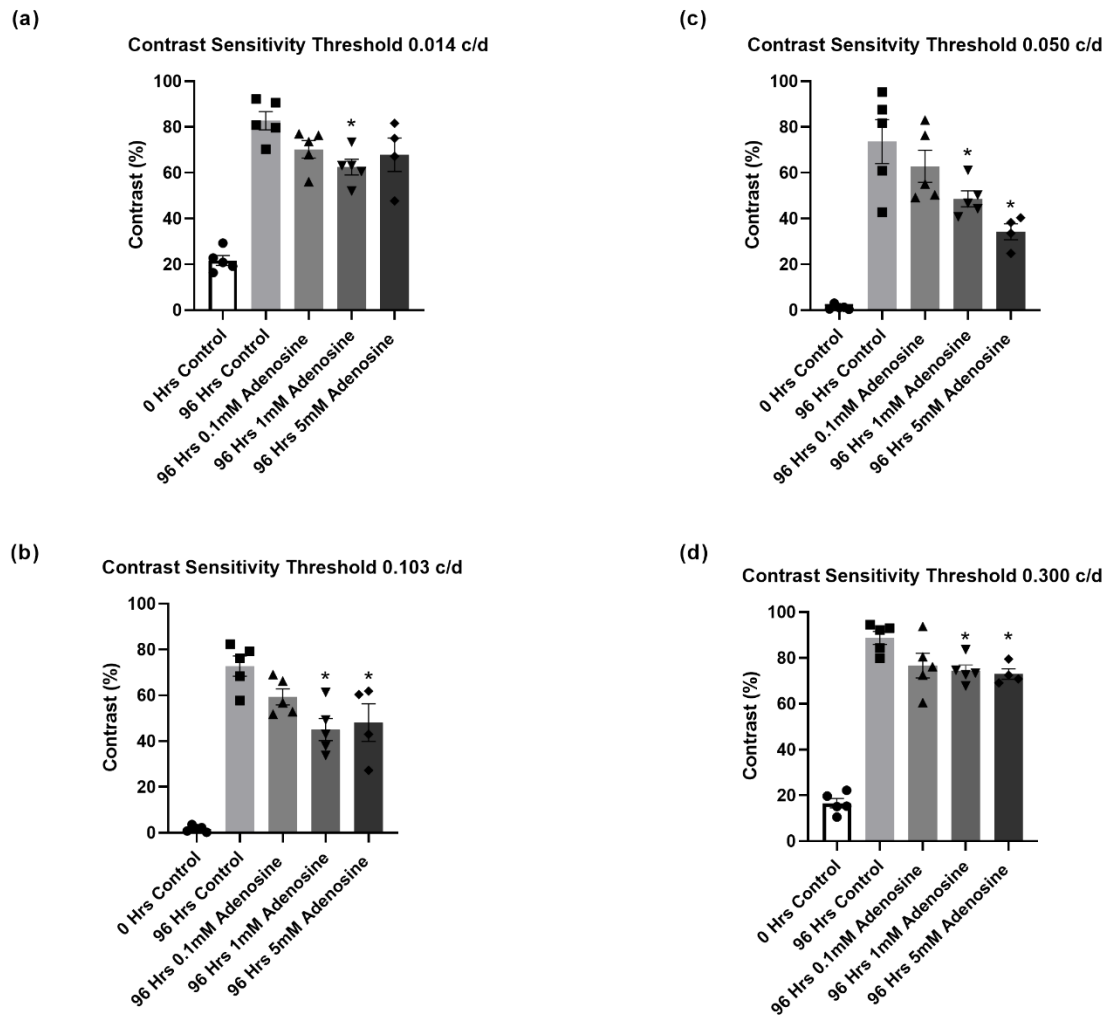 (a)
Contrast Sensitivity Threshold 0.014 c/d
Contrast (%)
100
80
60
40
20
0
*
0 Hrs Control
96 Hrs Control
96 Hrs 0.1mM Adenosine
96 Hrs 1mM Adenosine
96 Hrs 5mM Adenosine
(c)
Contrast Sensitvity Threshold 0.050 c/d
Contrast (%)
100
80
60
40
20
0
*
*
0 Hrs Control
96 Hrs Control
96 Hrs 0.1mM Adenosine
96 Hrs 1mM Adenosine
96 Hrs 5mM Adenosine
(b)
Contrast Sensitivity Threshold 0.103 c/d
Contrast (%)
100
80
60
40
20
0
*
*
0 Hrs Control
96 Hrs Control
96 Hrs 0.1mM Adenosine
96 Hrs 1mM Adenosine
96 Hrs 5mM Adenosine
(d)
Contrast Sensitivity Threshold 0.300 c/d
Contrast (%)
100
80
60
40
20
0
*
*
0 Hrs Control
96 Hrs Control
96 Hrs 0.1mM Adenosine
96 Hrs 1mM Adenosine
96 Hrs 5mM Adenosine